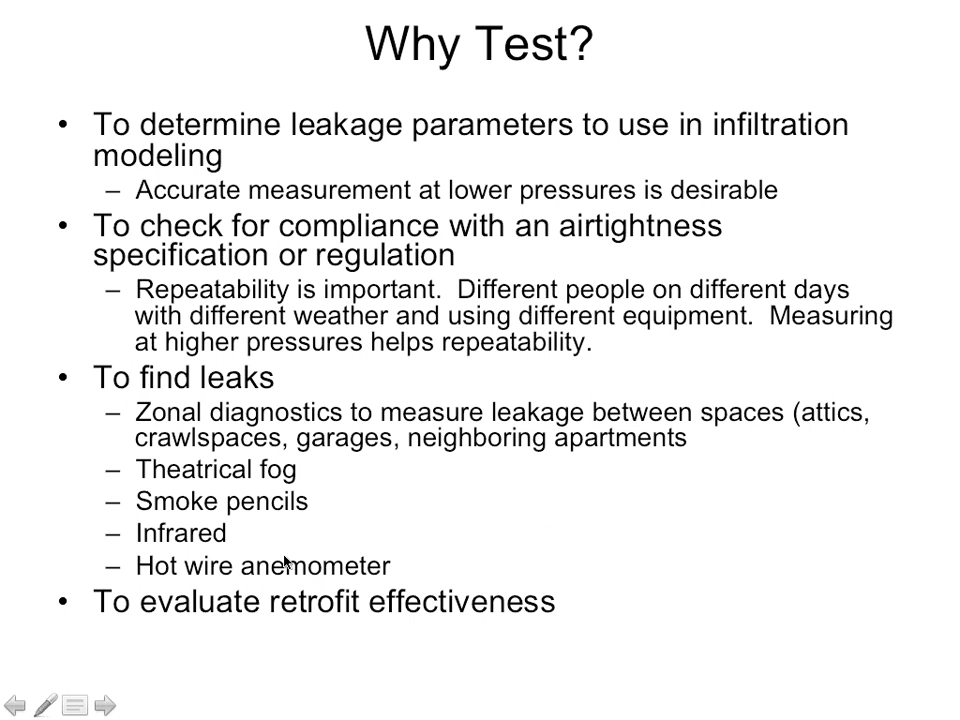 Why Test?
• To determine leakage parameters to use in infiltration
modeling
– Accurate measurement at lower pressures is desirable
• To check for compliance with an airtightness
specification or regulation
– Repeatability is important.  Different people on different days
with different weather and using different equipment.  Measuring
at higher pressures helps repeatability.
• To find leaks
– Zonal diagnostics to measure leakage between spaces (attics,
crawlspaces, garages, neighboring apartments
– Theatrical fog
– Smoke pencils
– Infrared
– Hot wire anemometer
• To evaluate retrofit effectiveness